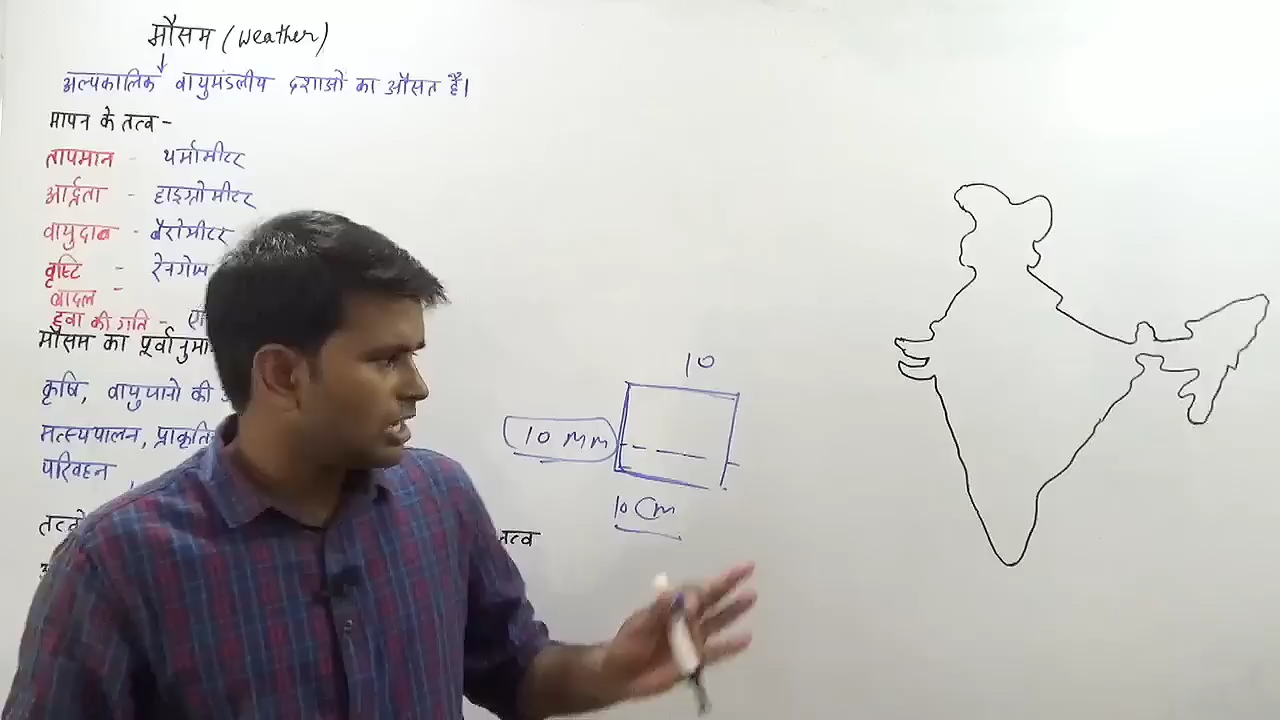 मौसम (Weather)
अल्पकालिक वायुमंडलीय दशाओं का औसत है।
मापन के तत्व -
तापमान - थर्मामीटर
आर्द्रता - हाइग्रोमीटर
वायुदाब - बैरोमीटर
वृष्टि - रेनगेज
बादल -
हवा की गति -
मौसम का
कृषि, वायुयानो की
मत्स्यपालन,
परिवहन ,
तत्व
10
10 mm
10 Cm